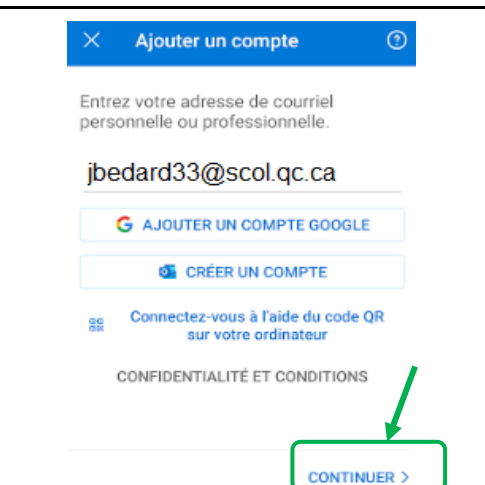 Ajouter un compte
Entrez votre adresse de courriel
personnelle ou professionnelle.
jbedard33@scol.qc.ca
AJOUTER UN COMPTE GOOGLE
CRÉER UN COMPTE
Connectez-vous à l'aide du code QR
sur votre ordinateur
CONFIDENTIALITÉ ET CONDITIONS
CONTINUER >